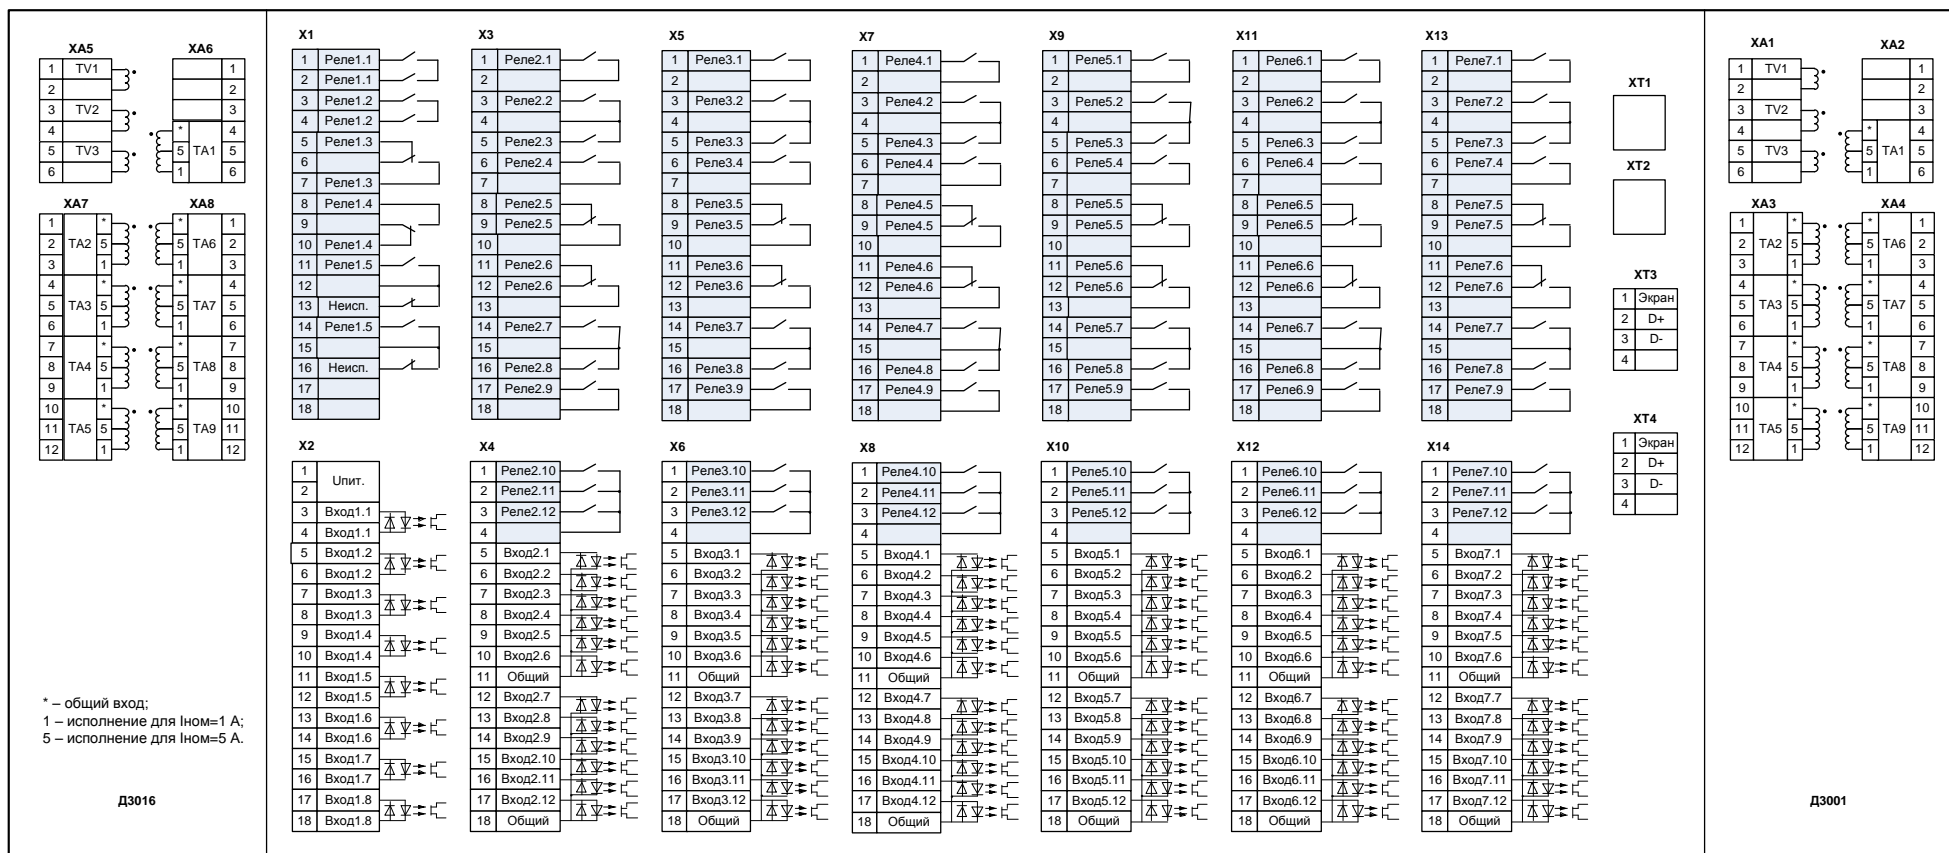 XA5
1 TV1
2
3 TV2
4
5 TV3
6
XA6
1
2
3
* 4
5 TA1 5
1 6
XA7
1 *
2 TA2 5
3 1
4 *
5 TA3 5
6 1
7 *
8 TA4 5
9 1
10 *
11 TA5 5
12 1
XA8
* 1
5 TA6 2
1 3
* 4
5 TA7 5
1 6
* 7
5 TA8 8
1 9
* 10
5 TA9 11
1 12
* – общий вход;
1 – исполнение для Iном=1 А;
5 – исполнение для Iном=5 А.
Д3016
X1
1 Реле1.1
2 Реле1.1
3 Реле1.2
4 Реле1.2
5 Реле1.3
6
7 Реле1.3
8 Реле1.4
9
10 Реле1.4
11 Реле1.5
12
13 Неисп.
14 Реле1.5
15
16 Неисп.
17
18
X3
1 Реле2.1
2
3 Реле2.2
4
5 Реле2.3
6 Реле2.4
7
8 Реле2.5
9 Реле2.5
10
11 Реле2.6
12 Реле2.6
13
14 Реле2.7
15
16 Реле2.8
17 Реле2.9
18
X5
1 Реле3.1
2
3 Реле3.2
4
5 Реле3.3
6 Реле3.4
7
8 Реле3.5
9 Реле3.5
10
11 Реле3.6
12 Реле3.6
13
14 Реле3.7
15
16 Реле3.8
17 Реле3.9
18
X7
1 Реле4.1
2
3 Реле4.2
4
5 Реле4.3
6 Реле4.4
7
8 Реле4.5
9 Реле4.5
10
11 Реле4.6
12 Реле4.6
13
14 Реле4.7
15
16 Реле4.8
17 Реле4.9
18
X9
1 Реле5.1
2
3 Реле5.2
4
5 Реле5.3
6 Реле5.4
7
8 Реле5.5
9 Реле5.5
10
11 Реле5.6
12 Реле5.6
13
14 Реле5.7
15
16 Реле5.8
17 Реле5.9
18
X11
1 Реле6.1
2
3 Реле6.2
4
5 Реле6.3
6 Реле6.4
7
8 Реле6.5
9 Реле6.5
10
11 Реле6.6
12 Реле6.6
13
14 Реле6.7
15
16 Реле6.8
17 Реле6.9
18
X13
1 Реле7.1
2
3 Реле7.2
4
5 Реле7.3
6 Реле7.4
7
8 Реле7.5
9 Реле7.5
10
11 Реле7.6
12 Реле7.6
13
14 Реле7.7
15
16 Реле7.8
17 Реле7.9
18
X2
1 Uпит.
2
3 Вход1.1
4 Вход1.1
5 Вход1.2
6 Вход1.2
7 Вход1.3
8 Вход1.3
9 Вход1.4
10 Вход1.4
11 Вход1.5
12 Вход1.5
13 Вход1.6
14 Вход1.6
15 Вход1.7
16 Вход1.7
17 Вход1.8
18 Вход1.8
X4
1 Реле2.10
2 Реле2.11
3 Реле2.12
4
5 Вход2.1
6 Вход2.2
7 Вход2.3
8 Вход2.4
9 Вход2.5
10 Вход2.6
11 Общий
12 Вход2.7
13 Вход2.8
14 Вход2.9
15 Вход2.10
16 Вход2.11
17 Вход2.12
18 Общий
X6
1 Реле3.10
2 Реле3.11
3 Реле3.12
4
5 Вход3.1
6 Вход3.2
7 Вход3.3
8 Вход3.4
9 Вход3.5
10 Вход3.6
11 Общий
12 Вход3.7
13 Вход3.8
14 Вход3.9
15 Вход3.10
16 Вход3.11
17 Вход3.12
18 Общий
X8
1 Реле4.10
2 Реле4.11
3 Реле4.12
4
5 Вход4.1
6 Вход4.2
7 Вход4.3
8 Вход4.4
9 Вход4.5
10 Вход4.6
11 Общий
12 Вход4.7
13 Вход4.8
14 Вход4.9
15 Вход4.10
16 Вход4.11
17 Вход4.12
18 Общий
X10
1 Реле5.10
2 Реле5.11
3 Реле5.12
4
5 Вход5.1
6 Вход5.2
7 Вход5.3
8 Вход5.4
9 Вход5.5
10 Вход5.6
11 Общий
12 Вход5.7
13 Вход5.8
14 Вход5.9
15 Вход5.10
16 Вход5.11
17 Вход5.12
18 Общий
X12
1 Реле6.10
2 Реле6.11
3 Реле6.12
4
5 Вход6.1
6 Вход6.2
7 Вход6.3
8 Вход6.4
9 Вход6.5
10 Вход6.6
11 Общий
12 Вход6.7
13 Вход6.8
14 Вход6.9
15 Вход6.10
16 Вход6.11
17 Вход6.12
18 Общий
X14
1 Реле7.10
2 Реле7.11
3 Реле7.12
4
5 Вход7.1
6 Вход7.2
7 Вход7.3
8 Вход7.4
9 Вход7.5
10 Вход7.6
11 Общий
12 Вход7.7
13 Вход7.8
14 Вход7.9
15 Вход7.10
16 Вход7.11
17 Вход7.12
18 Общий
XT1
XT2
XT3
1 Экран
2 D+
3 D-
4
XT4
1 Экран
2 D+
3 D-
4
XA1
1 TV1
2
3 TV2
4
5 TV3
6
XA2
1
2
3
* 4
5 TA1 5
1 6
XA3
1 *
2 TA2 5
3 1
4 *
5 TA3 5
6 1
7 *
8 TA4 5
9 1
10 *
11 TA5 5
12 1
XA4
* 1
5 TA6 2
1 3
* 4
5 TA7 5
1 6
* 7
5 TA8 8
1 9
* 10
5 TA9 11
1 12
Д3001